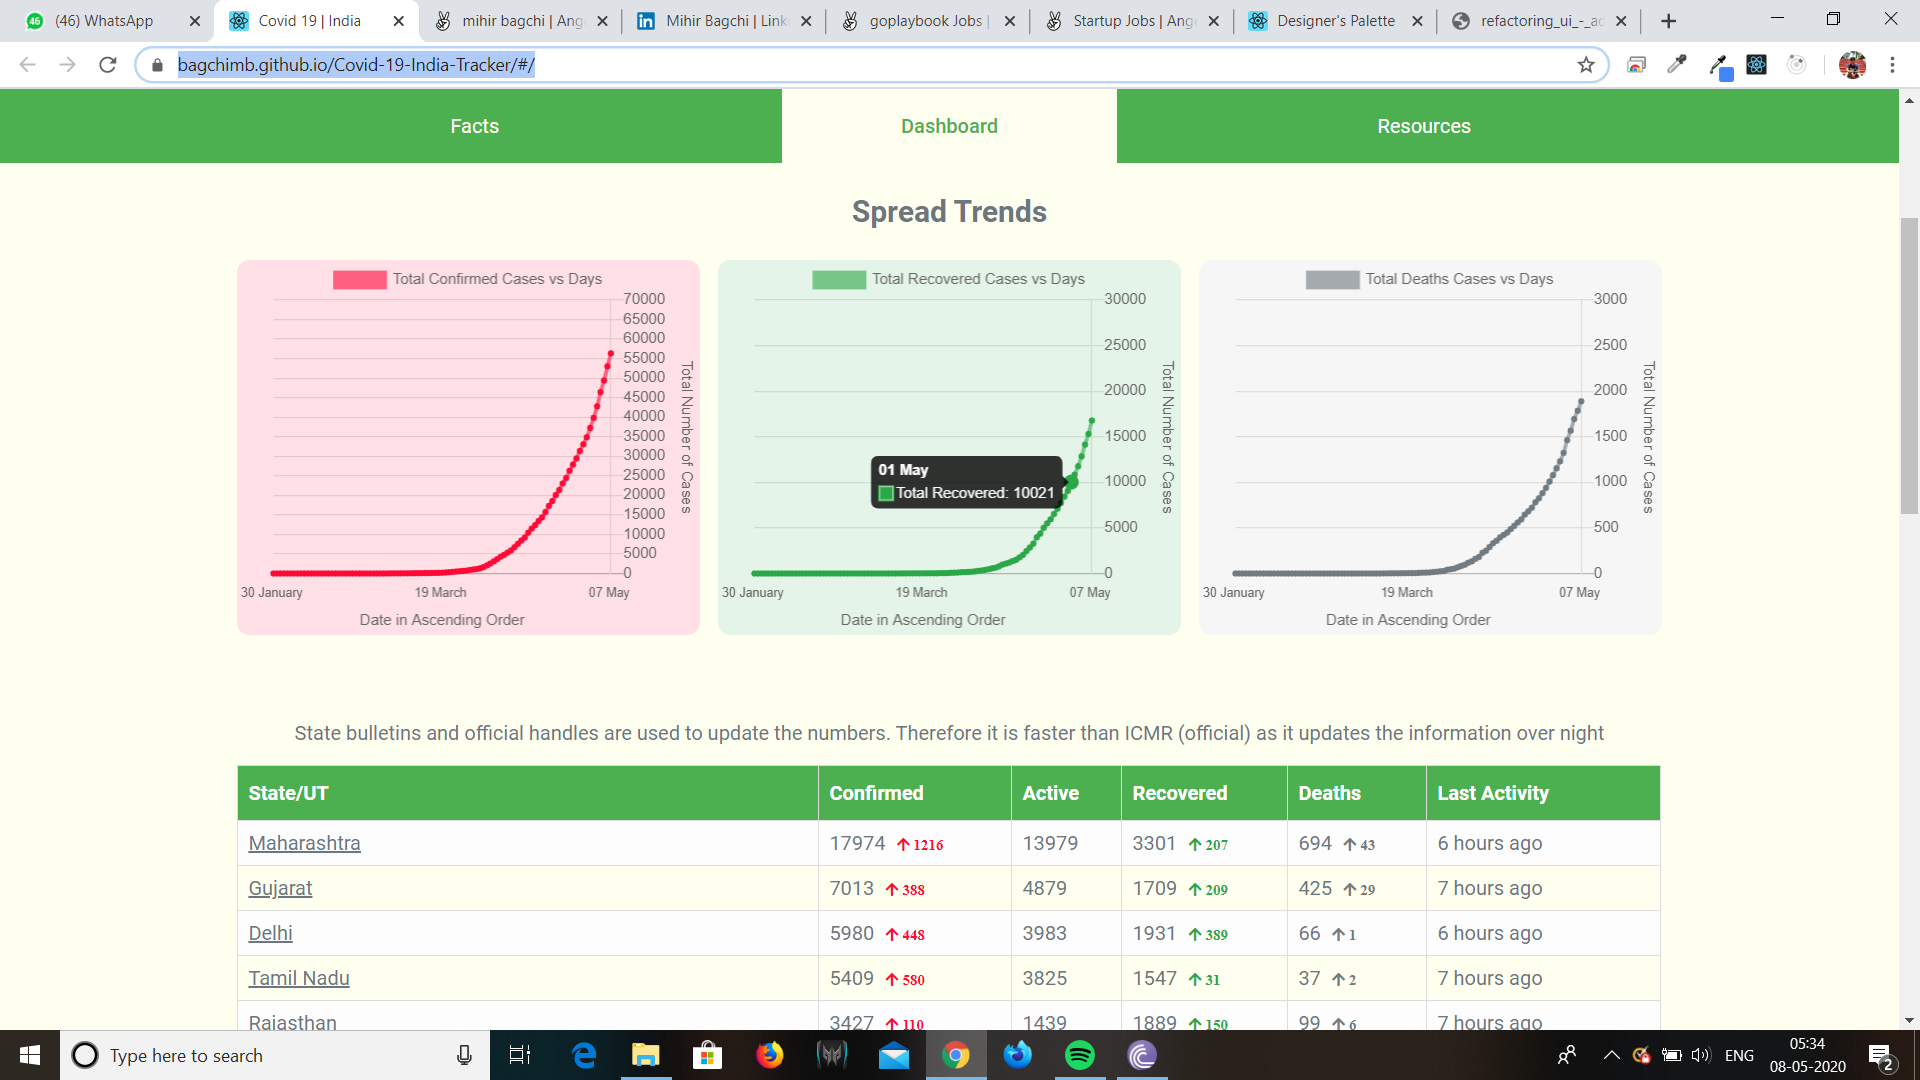 46
(46) WhatsApp
Covid 19 | India
mihir bagchi | Ang
Mihir Bagchi | Link
goplaybook Jobs |
Startup Jobs | Ange
Designer's Palette
refactoring_ui_-_ad
bagchimb.github.io/Covid-19-India-Tracker/#/
Facts
Dashboard
Resources
Spread Trends
Total Confirmed Cases vs Days
70000
65000
60000
55000
50000
45000
40000
35000
30000
25000
20000
15000
10000
5000
0
Total Number of Cases
30 January
19 March
07 May
Date in Ascending Order
Total Recovered Cases vs Days
30000
25000
20000
15000
10000
5000
0
01 May
Total Recovered: 10021
Total Number of Cases
30 January
19 March
07 May
Date in Ascending Order
Total Deaths Cases vs Days
3000
2500
2000
1500
1000
500
0
Total Number of Cases
30 January
19 March
07 May
Date in Ascending Order
State bulletins and official handles are used to update the numbers. Therefore it is faster than ICMR (official) as it updates the information over night
State/UT Confirmed Active Recovered Deaths Last Activity
Maharashtra 17974 ↑ 1216 13979 3301 ↑ 207 694 ↑ 43 6 hours ago
Gujarat 7013 ↑ 388 4879 1709 ↑ 209 425 ↑ 29 7 hours ago
Delhi 5980 ↑ 448 3983 1931 ↑ 389 66 ↑ 1 6 hours ago
Tamil Nadu 5409 ↑ 580 3825 1547 ↑ 31 37 ↑ 2 7 hours ago
Rajasthan 3427 ↑ 110 1439 1889 ↑ 150 99 ↑ 6 7 hours ago
Type here to search
ENG
05:34
08-05-2020
2